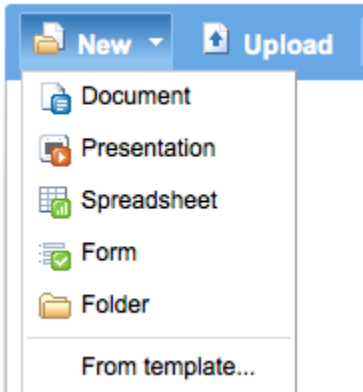 New Upload
Document
Presentation
Spreadsheet
Form
Folder
From template...